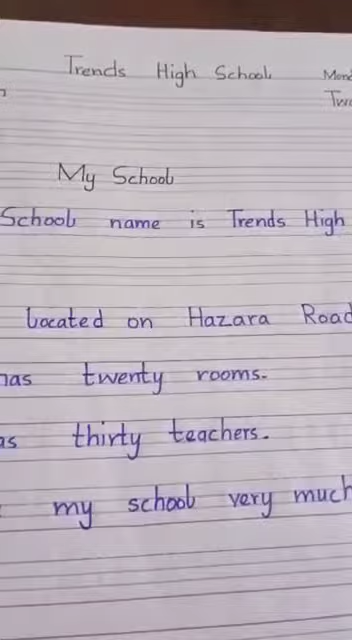 Trends High School
My School
School name is Trends High
located on Hazara Road
has twenty rooms.
thirty teachers.
my school very much